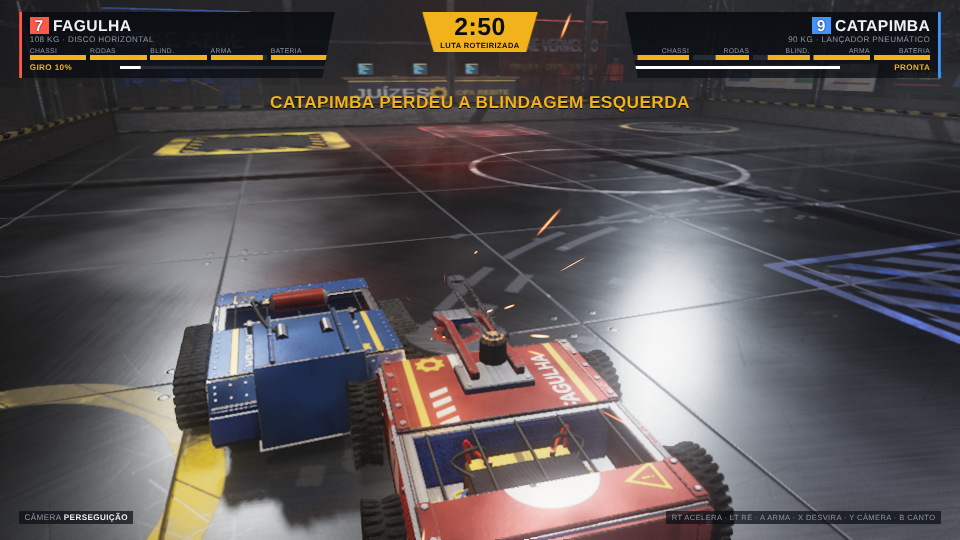 7 FAGULHA
108 KG · DISCO HORIZONTAL
CHASSI RODAS BLIND. ARMA BATERIA
GIRO 10%
2:50
LUTA ROTEIRIZADA
9 CATAPIMBA
90 KG · LANÇADOR PNEUMÁTICO
CHASSI RODAS BLIND. ARMA BATERIA
PRONTA
JUÍZES
COPA REBITE
CATAPIMBA PERDEU A BLINDAGEM ESQUERDA
FAGULHA
CÂMERA PERSEGUIÇÃO
RT ACELERA · LT RÉ · A ARMA · X DESVIRA · Y CÂMERA · B CANTO